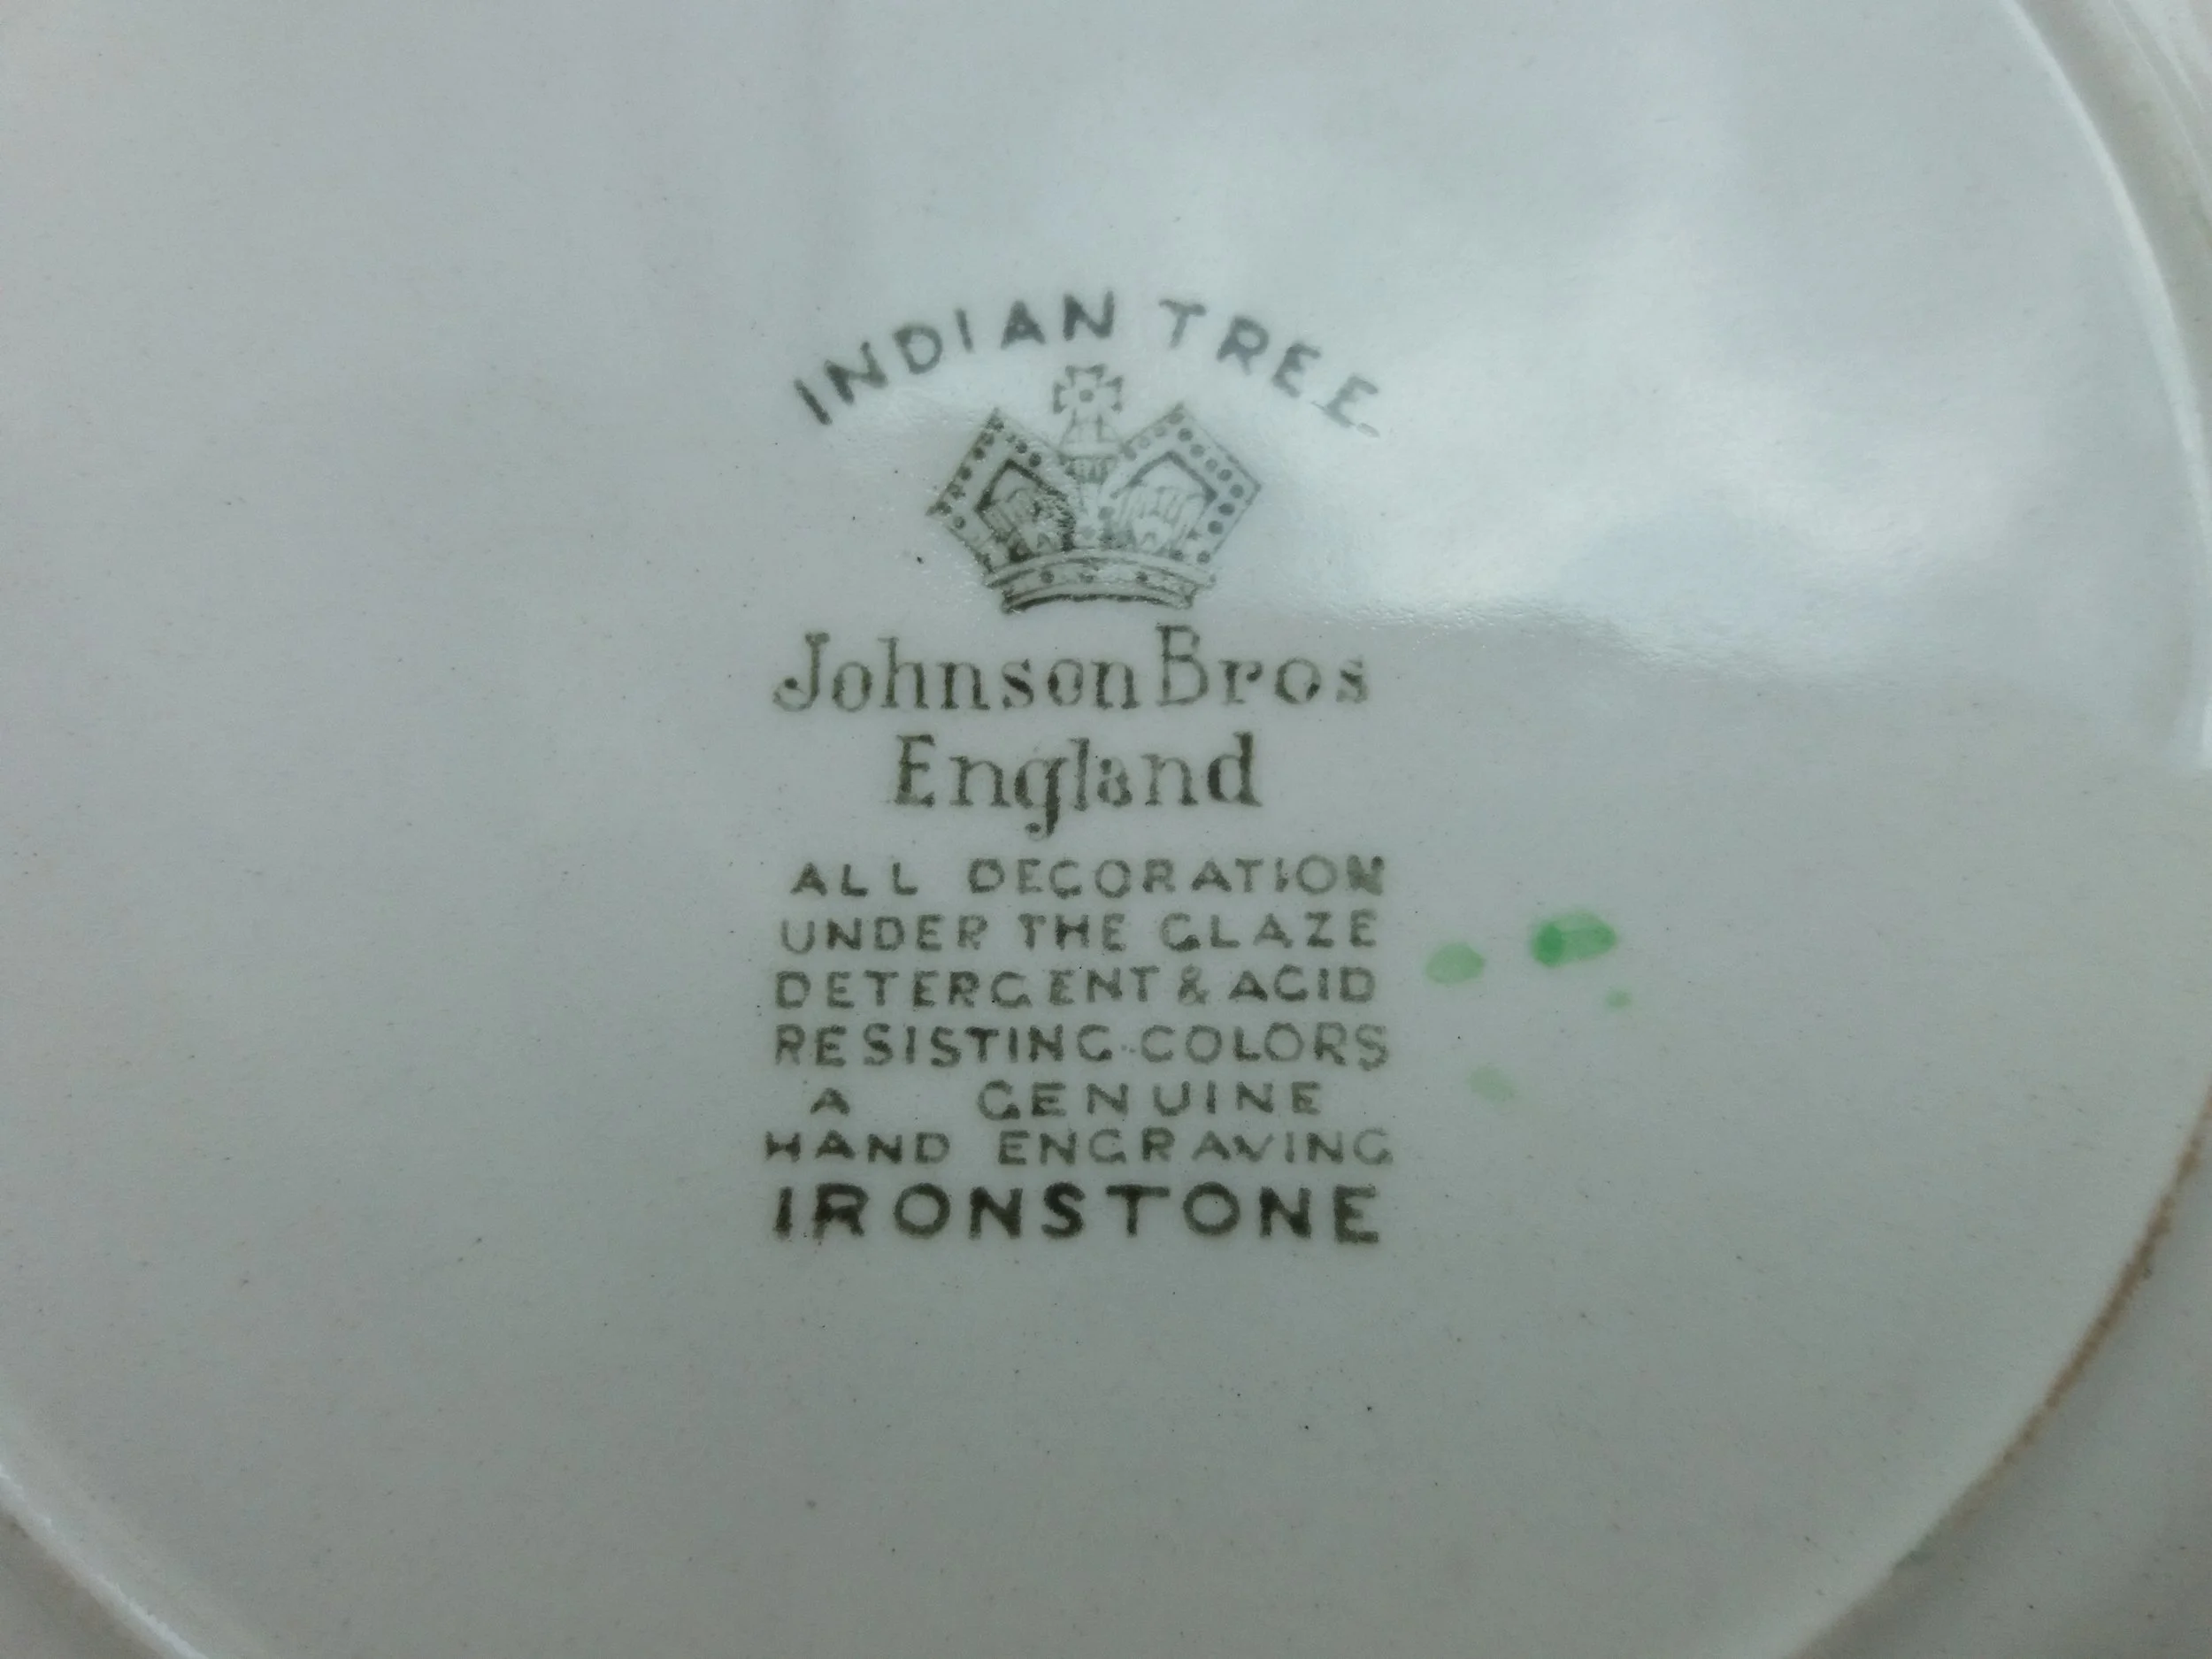 INDIAN TREE
Johnson Bros
England
ALL DECORATION
UNDER THE GLAZE
DETERGENT & ACID
RESISTING COLORS
A GENUINE
HAND ENGRAVING
IRONSTONE